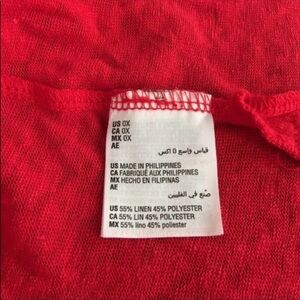 US 0X
CA 0X
MX 0X
AE
قياس واسع ٥ اكس
US MADE IN PHILIPPINES
CA FABRIQUÉ AUX PHILIPPINES
MX HECHO EN FILIPINAS
AE
صنع في الفلبين
US 55% LINEN 45% POLYESTER
CA 55% LIN 45% POLYESTER
MX 55% lino 45% poliester